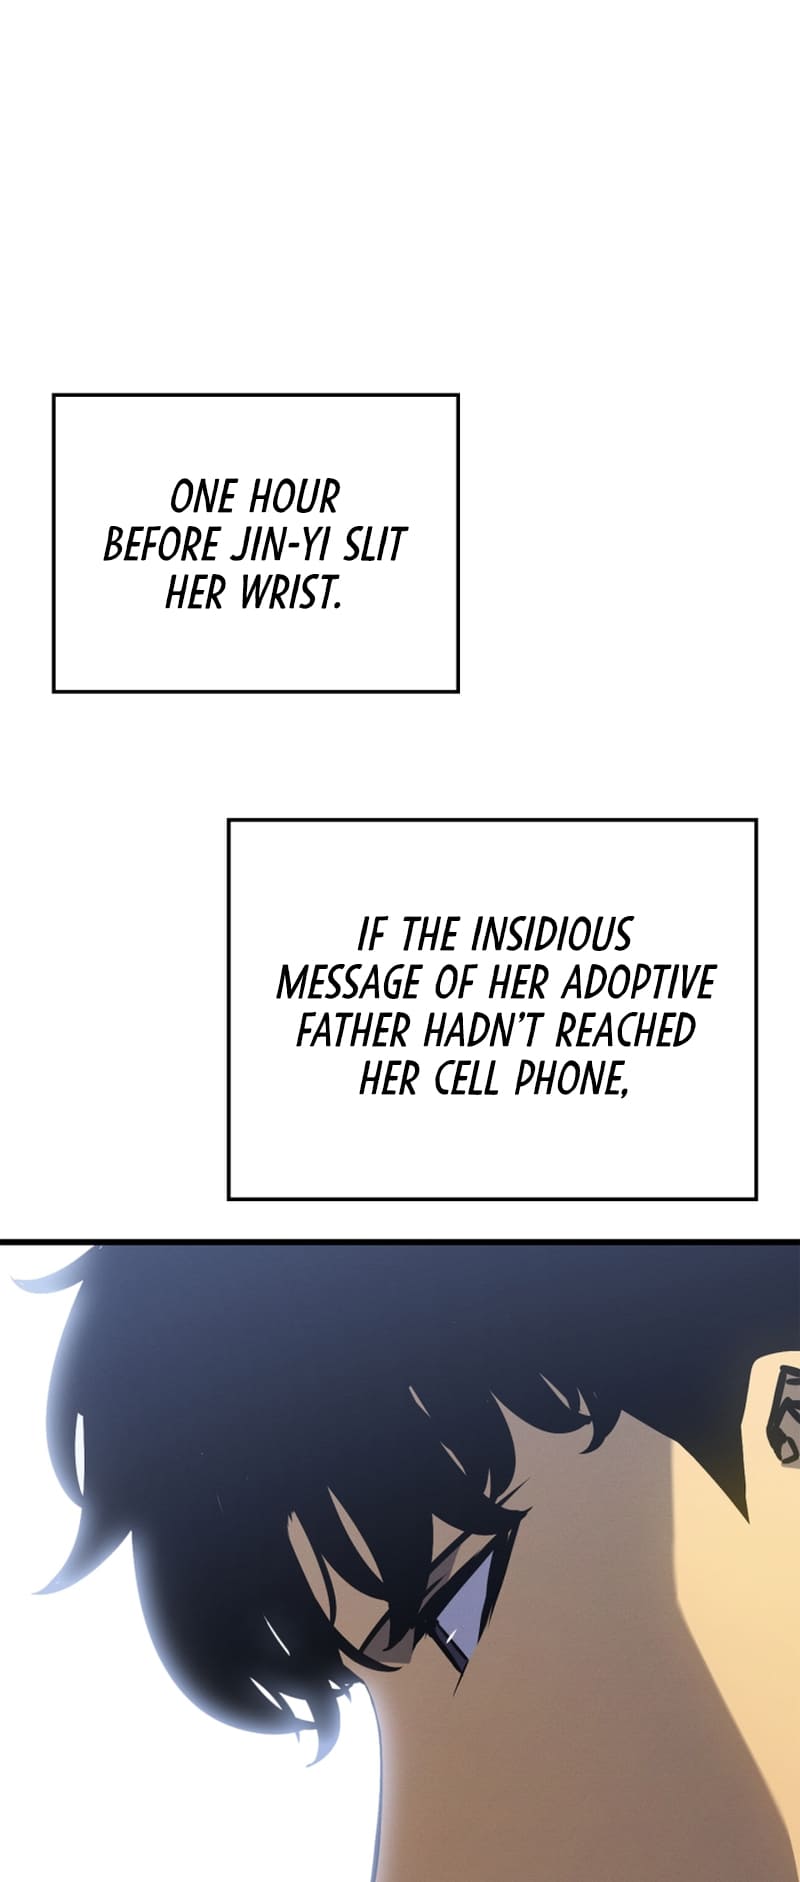 ONE HOUR
BEFORE JIN-YI SLIT
HER WRIST.
IF THE INSIDIOUS
MESSAGE OF HER ADOPTIVE
FATHER HADN'T REACHED
HER CELL PHONE,